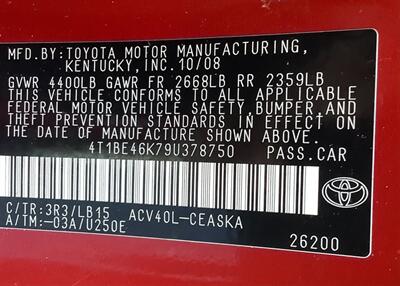 MFD.BY:TOYOTA MOTOR MANUFACTURING,
KENTUCKY,INC.10/08
GVWR 4400LB GAWR FR 2668LB RR 2359LB
THIS VEHICLE CONFORMS TO ALL APPLICABLE
FEDERAL MOTOR VEHICLE SAFETY,BUMPER,AND
THEFT PREVENTION STANDARDS IN EFFECT ON
THE DATE OF MANUFACTURE SHOWN ABOVE.
4T1BE46K79U378750 PASS.CAR
C/TR:3R3/LB15 ACV40L-CEASKA
A/TM:-03A/U250E
TOYOTA
26200